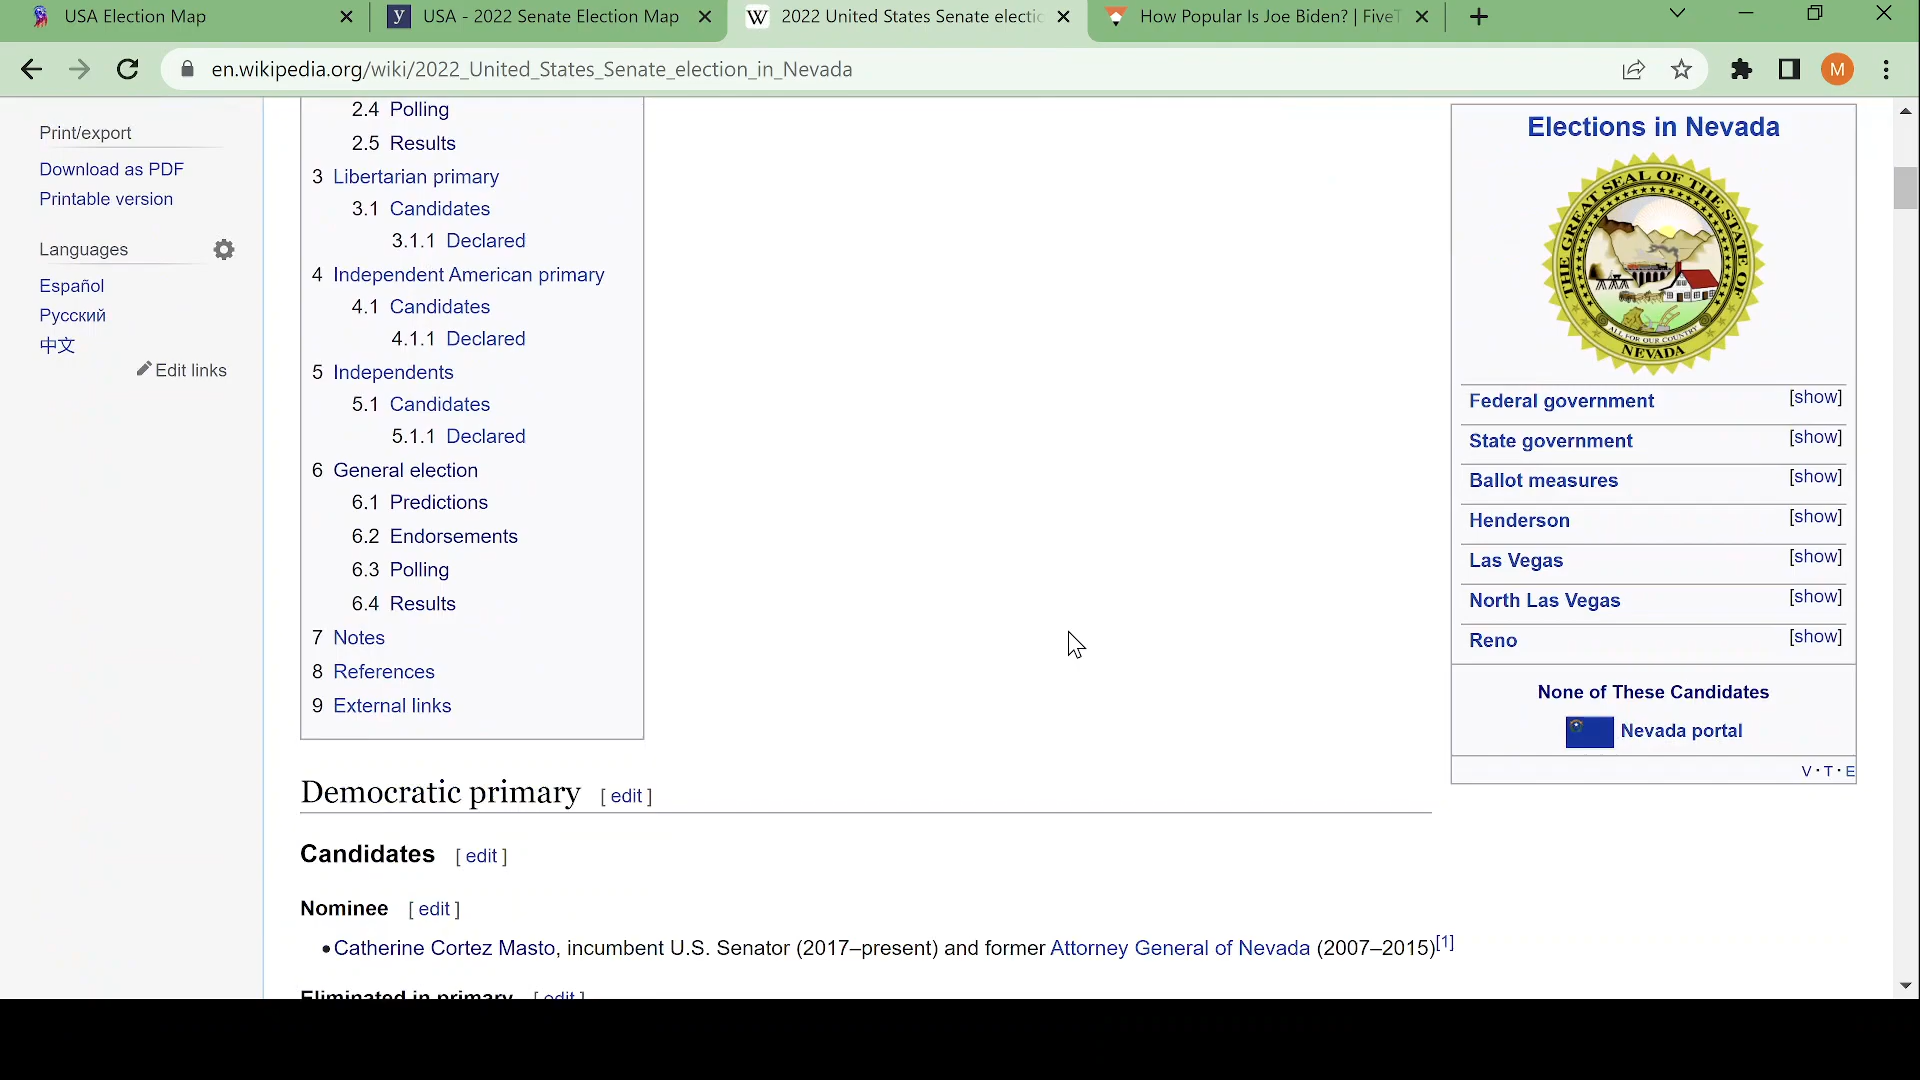 USA Election Map
USA - 2022 Senate Election Map
2022 United States Senate electi
How Popular Is Joe Biden? | FiveT
en.wikipedia.org/wiki/2022_United_States_Senate_election_in_Nevada
M
Print/export
Download as PDF
Printable version
Languages
Español
Русский
中文
Edit links
2.4 Polling
2.5 Results
3 Libertarian primary
3.1 Candidates
3.1.1 Declared
4 Independent American primary
4.1 Candidates
4.1.1 Declared
5 Independents
5.1 Candidates
5.1.1 Declared
6 General election
6.1 Predictions
6.2 Endorsements
6.3 Polling
6.4 Results
7 Notes
8 References
9 External links
Democratic primary [ edit ]
Candidates [ edit ]
Nominee [ edit ]
• Catherine Cortez Masto, incumbent U.S. Senator (2017–present) and former Attorney General of Nevada (2007–2015)[1]
Eliminated in primary [ edit ]
Elections in Nevada
THE GREAT SEAL OF THE STATE OF
ALL FOR OUR COUNTRY
NEVADA
Federal government [show]
State government [show]
Ballot measures [show]
Henderson [show]
Las Vegas [show]
North Las Vegas [show]
Reno [show]
None of These Candidates
Nevada portal
V · T · E